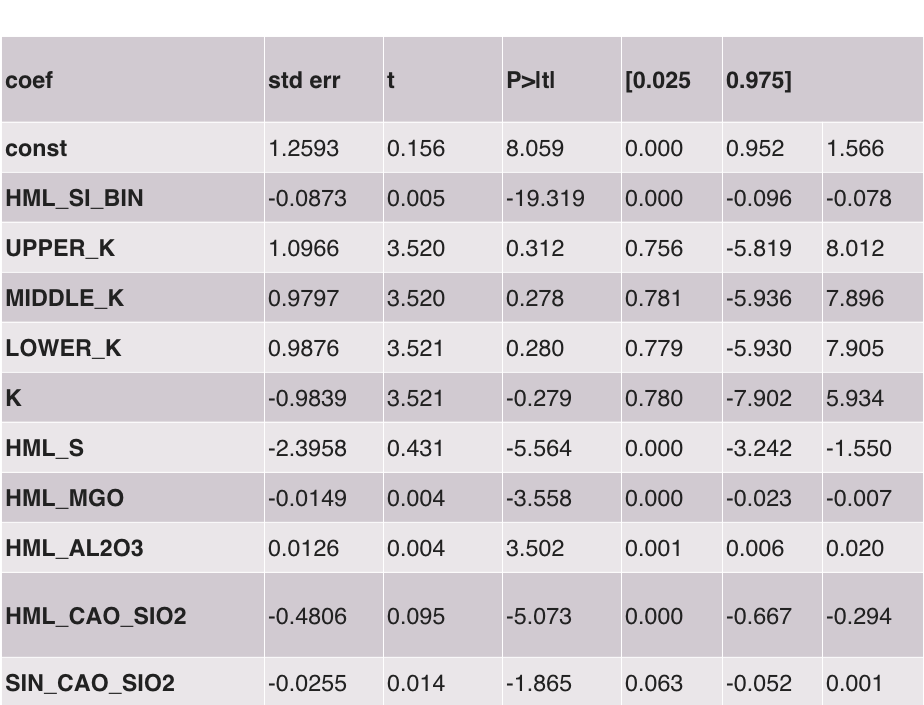 coef std err t P>|t| [0.025 0.975]
const 1.2593 0.156 8.059 0.000 0.952 1.566
HML_SI_BIN -0.0873 0.005 -19.319 0.000 -0.096 -0.078
UPPER_K 1.0966 3.520 0.312 0.756 -5.819 8.012
MIDDLE_K 0.9797 3.520 0.278 0.781 -5.936 7.896
LOWER_K 0.9876 3.521 0.280 0.779 -5.930 7.905
K -0.9839 3.521 -0.279 0.780 -7.902 5.934
HML_S -2.3958 0.431 -5.564 0.000 -3.242 -1.550
HML_MGO -0.0149 0.004 -3.558 0.000 -0.023 -0.007
HML_AL2O3 0.0126 0.004 3.502 0.001 0.006 0.020
HML_CAO_SIO2 -0.4806 0.095 -5.073 0.000 -0.667 -0.294
SIN_CAO_SIO2 -0.0255 0.014 -1.865 0.063 -0.052 0.001